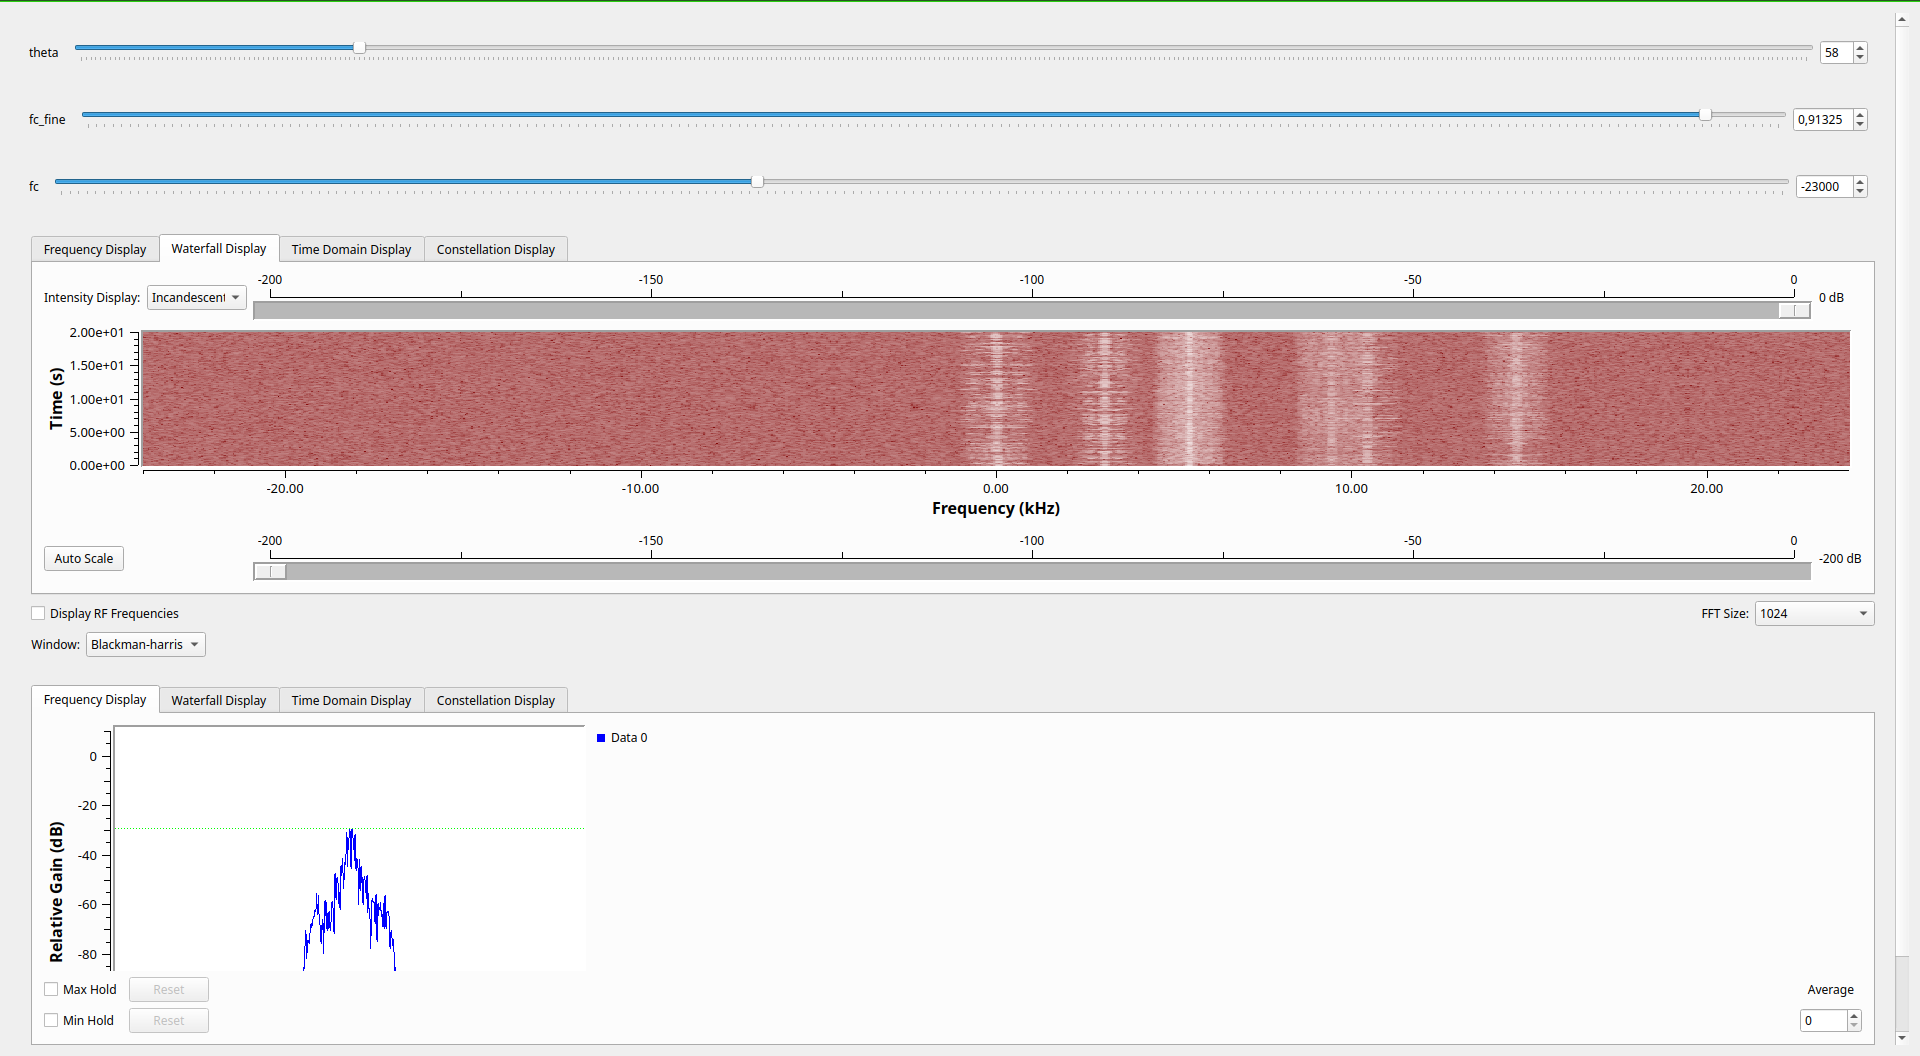 theta 58
fc_fine 0,91325
fc -23000
Frequency Display Waterfall Display Time Domain Display Constellation Display
-200 -150 -100 -50 0
Intensity Display: Incandescent 0 dB
2.00e+01
1.50e+01
1.00e+01
5.00e+00
0.00e+00
Time (s)
-20.00 -10.00 0.00 10.00 20.00
Frequency (kHz)
-200 -150 -100 -50 0
Auto Scale -200 dB
Display RF Frequencies FFT Size: 1024
Window: Blackman-harris
Frequency Display Waterfall Display Time Domain Display Constellation Display
Data 0
0
-20
-40
-60
-80
Relative Gain (dB)
Max Hold Reset Average
Min Hold Reset 0